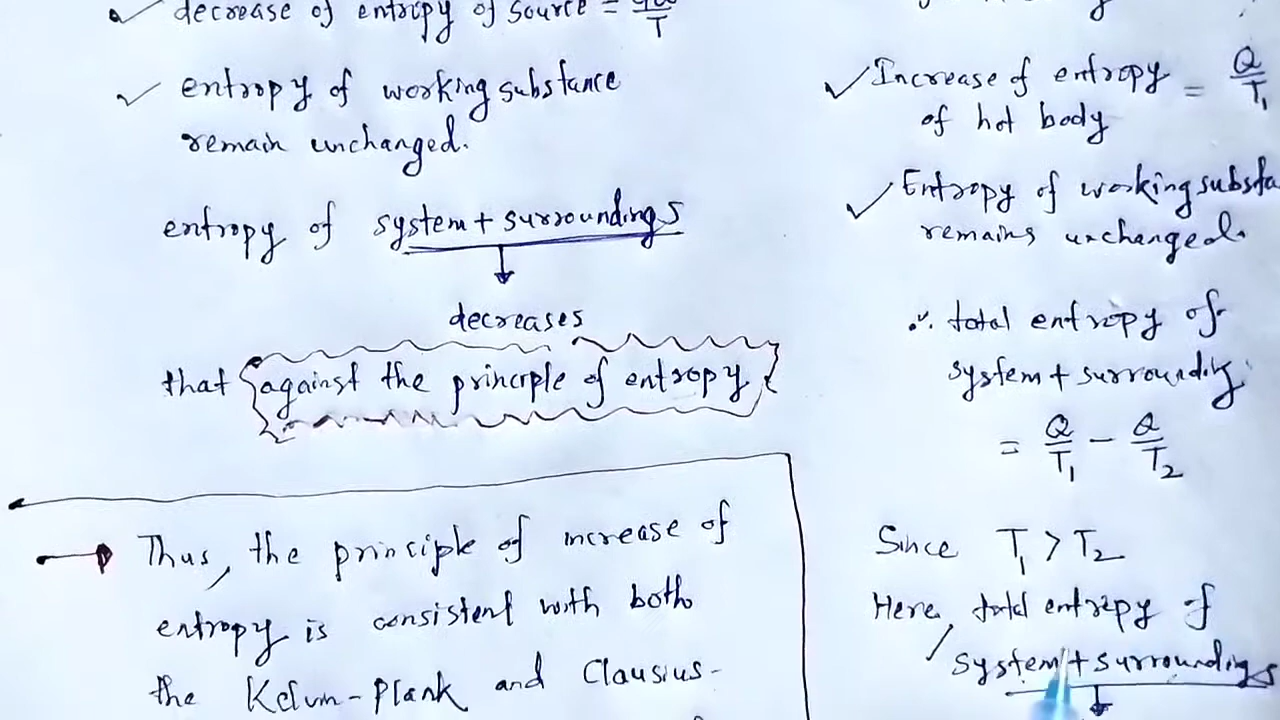 decrease of entropy of source = dQ/T
entropy of working substance
remain unchanged.
entropy of system + surroundings
decreases
that against the principle of entropy
Thus, the principle of increase of
entropy is consistent with both
the Kelvin-Plank and Clausius-
Increase of entropy = Q/T₁
of hot body
Entropy of working substa
remains unchanged.
∴ total entropy of
system + surrounding
= Q/T₁ - Q/T₂
Since T₁ > T₂
Here, total entropy of
system + surroundings